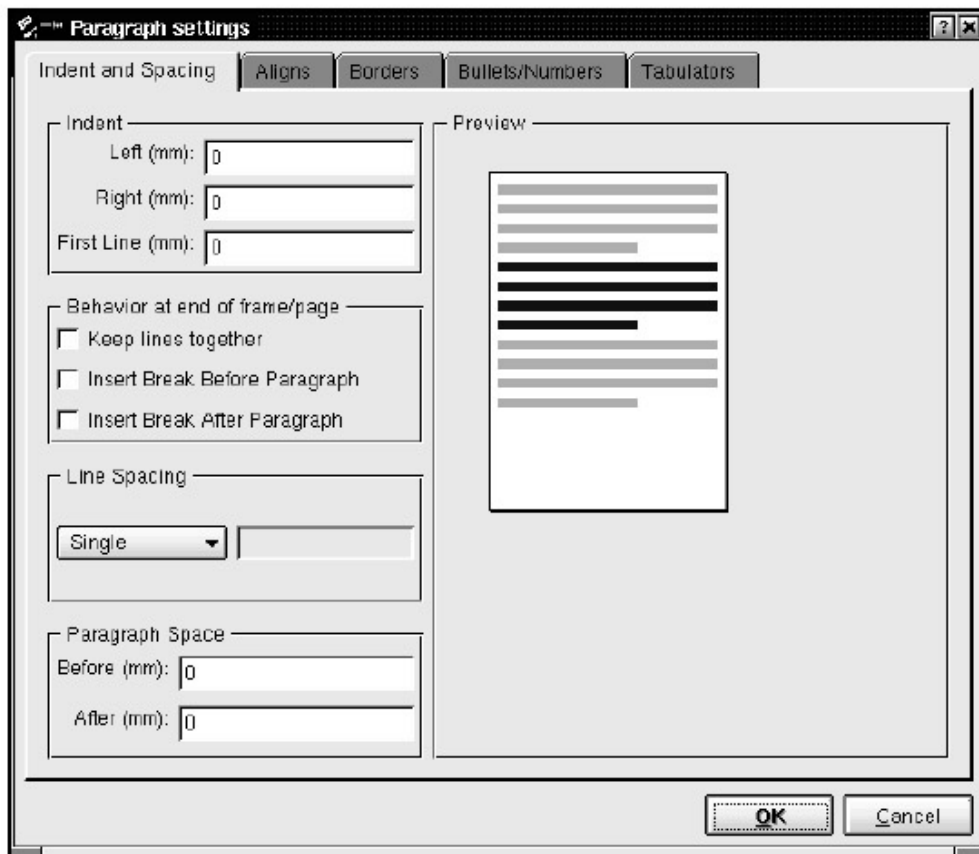 Paragraph settings
Indent and Spacing
Aligns
Borders
Bullets/Numbers
Tabulators
Indent
Left (mm): 0
Right (mm): 0
First Line (mm): 0
Behavior at end of frame/page
Keep lines together
Insert Break Before Paragraph
Insert Break After Paragraph
Line Spacing
Single
Paragraph Space
Before (mm): 0
After (mm): 0
Preview
OK
Cancel